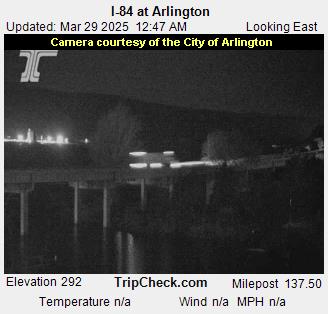 I-84 at Arlington
Updated: Mar 29 2025 12:47 AM Looking East
Camera courtesy of the City of Arlington
Elevation 292 TripCheck.com Milepost 137.50
Temperature n/a Wind n/a MPH n/a